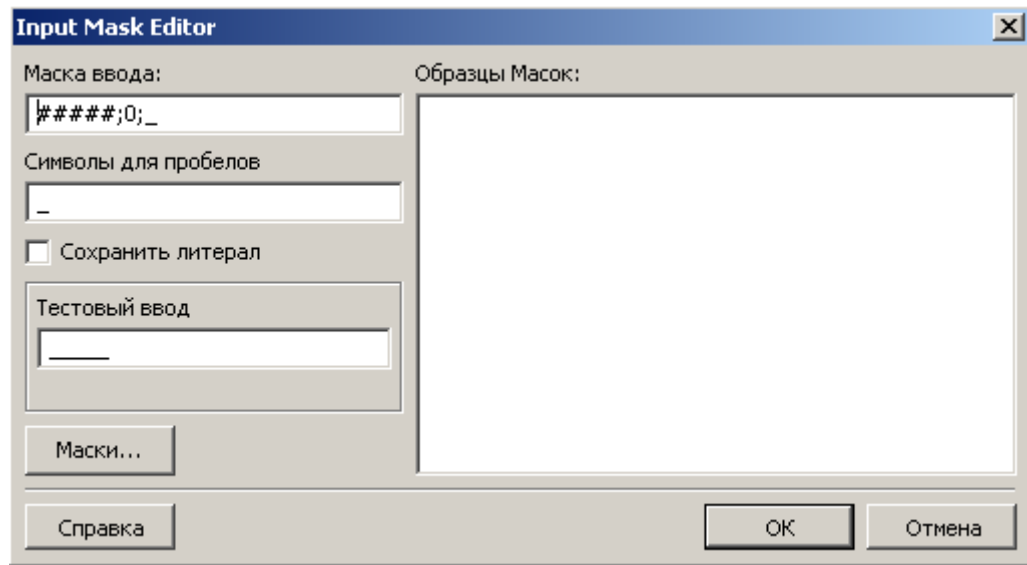 Input Mask Editor
Маска ввода:
#####;0;_
Символы для пробелов
_
Сохранить литерал
Тестовый ввод
_____
Маски...
Образцы Масок:
Справка
ОК
Отмена